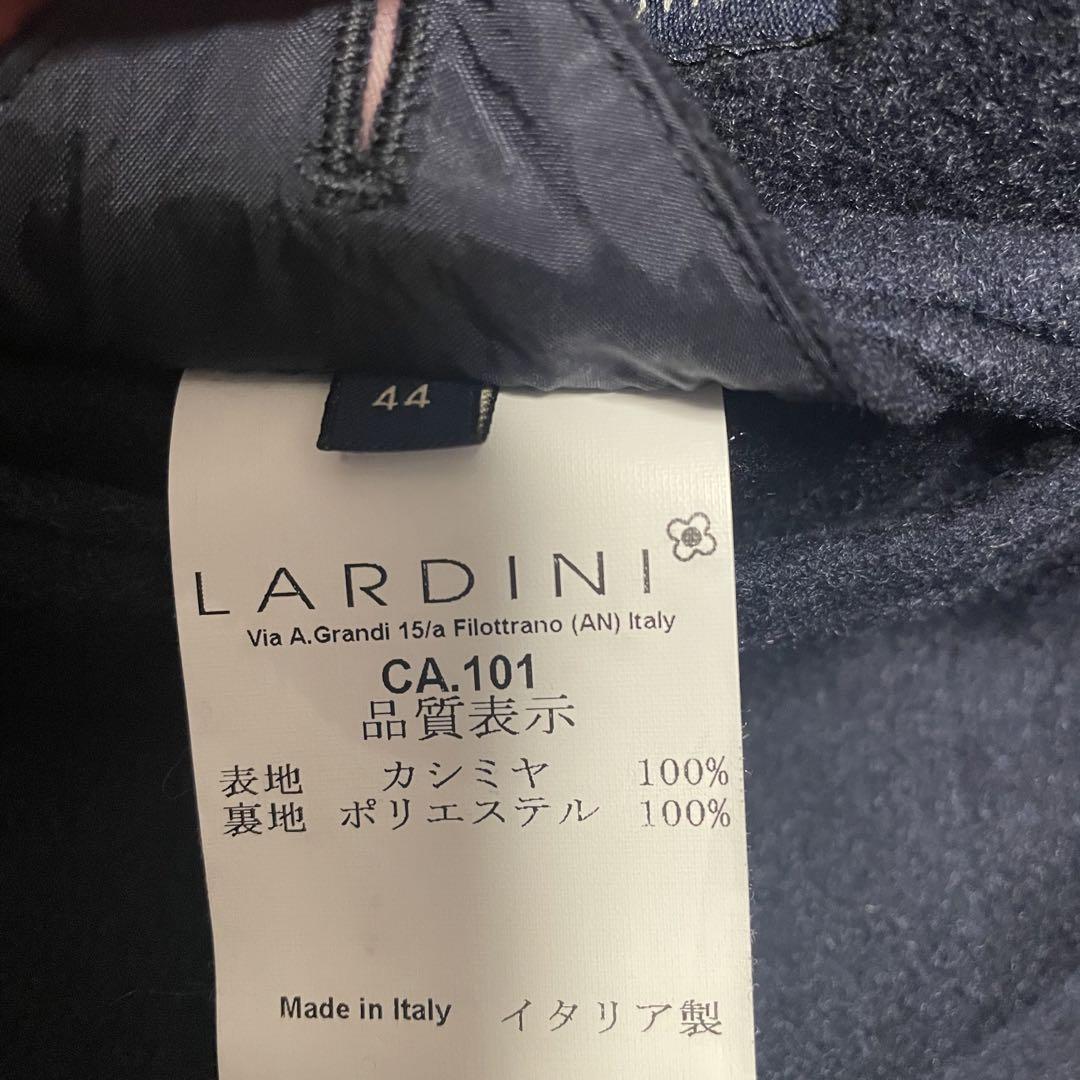 44
LARDINI
Via A.Grandi 15/a Filottrano (AN) Italy
CA.101
品質表示
表地 カシミヤ 100%
裏地 ポリエステル 100%
Made in Italy イタリア製